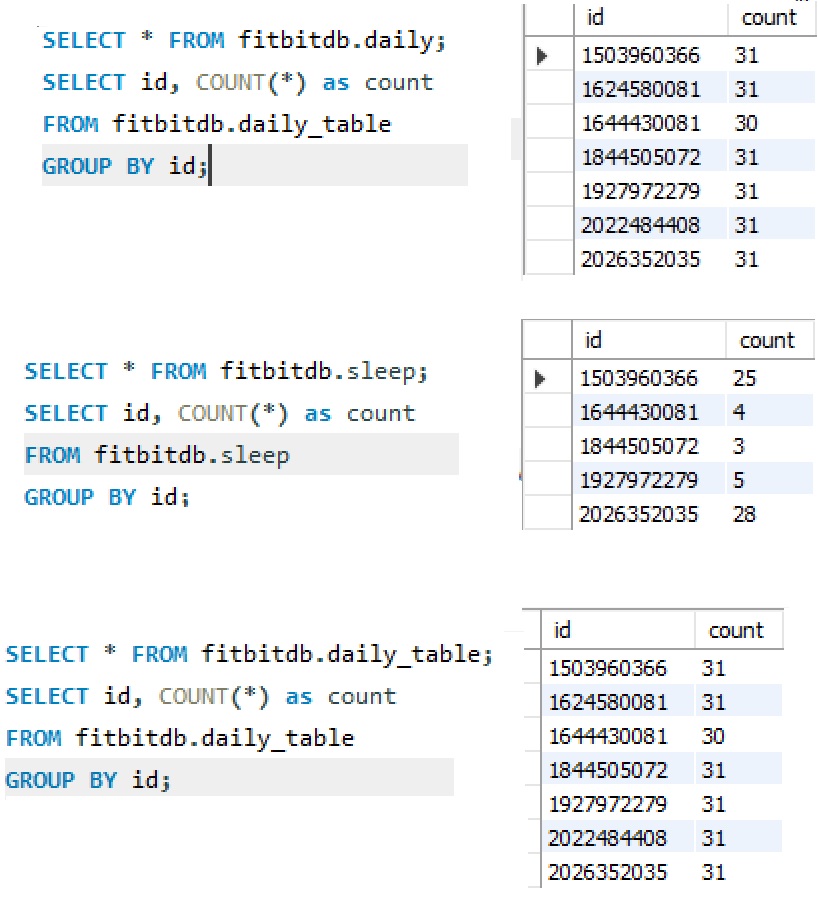 SELECT * FROM fitbitdb.daily;
SELECT id, COUNT(*) as count
FROM fitbitdb.daily_table
GROUP BY id;
id count
1503960366 31
1624580081 31
1644430081 30
1844505072 31
1927972279 31
2022484408 31
2026352035 31
SELECT * FROM fitbitdb.sleep;
SELECT id, COUNT(*) as count
FROM fitbitdb.sleep
GROUP BY id;
id count
1503960366 25
1644430081 4
1844505072 3
1927972279 5
2026352035 28
SELECT * FROM fitbitdb.daily_table;
SELECT id, COUNT(*) as count
FROM fitbitdb.daily_table
GROUP BY id;
id count
1503960366 31
1624580081 31
1644430081 30
1844505072 31
1927972279 31
2022484408 31
2026352035 31